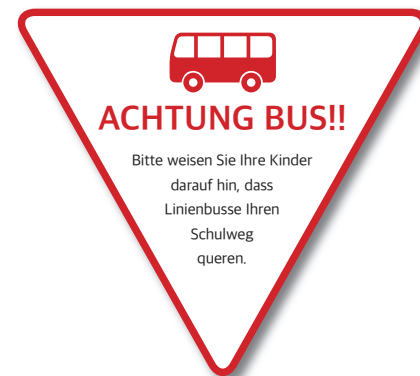 ACHTUNG BUS!!
Bitte weisen Sie Ihre Kinder
darauf hin, dass
Linienbusse Ihren
Schulweg
queren.